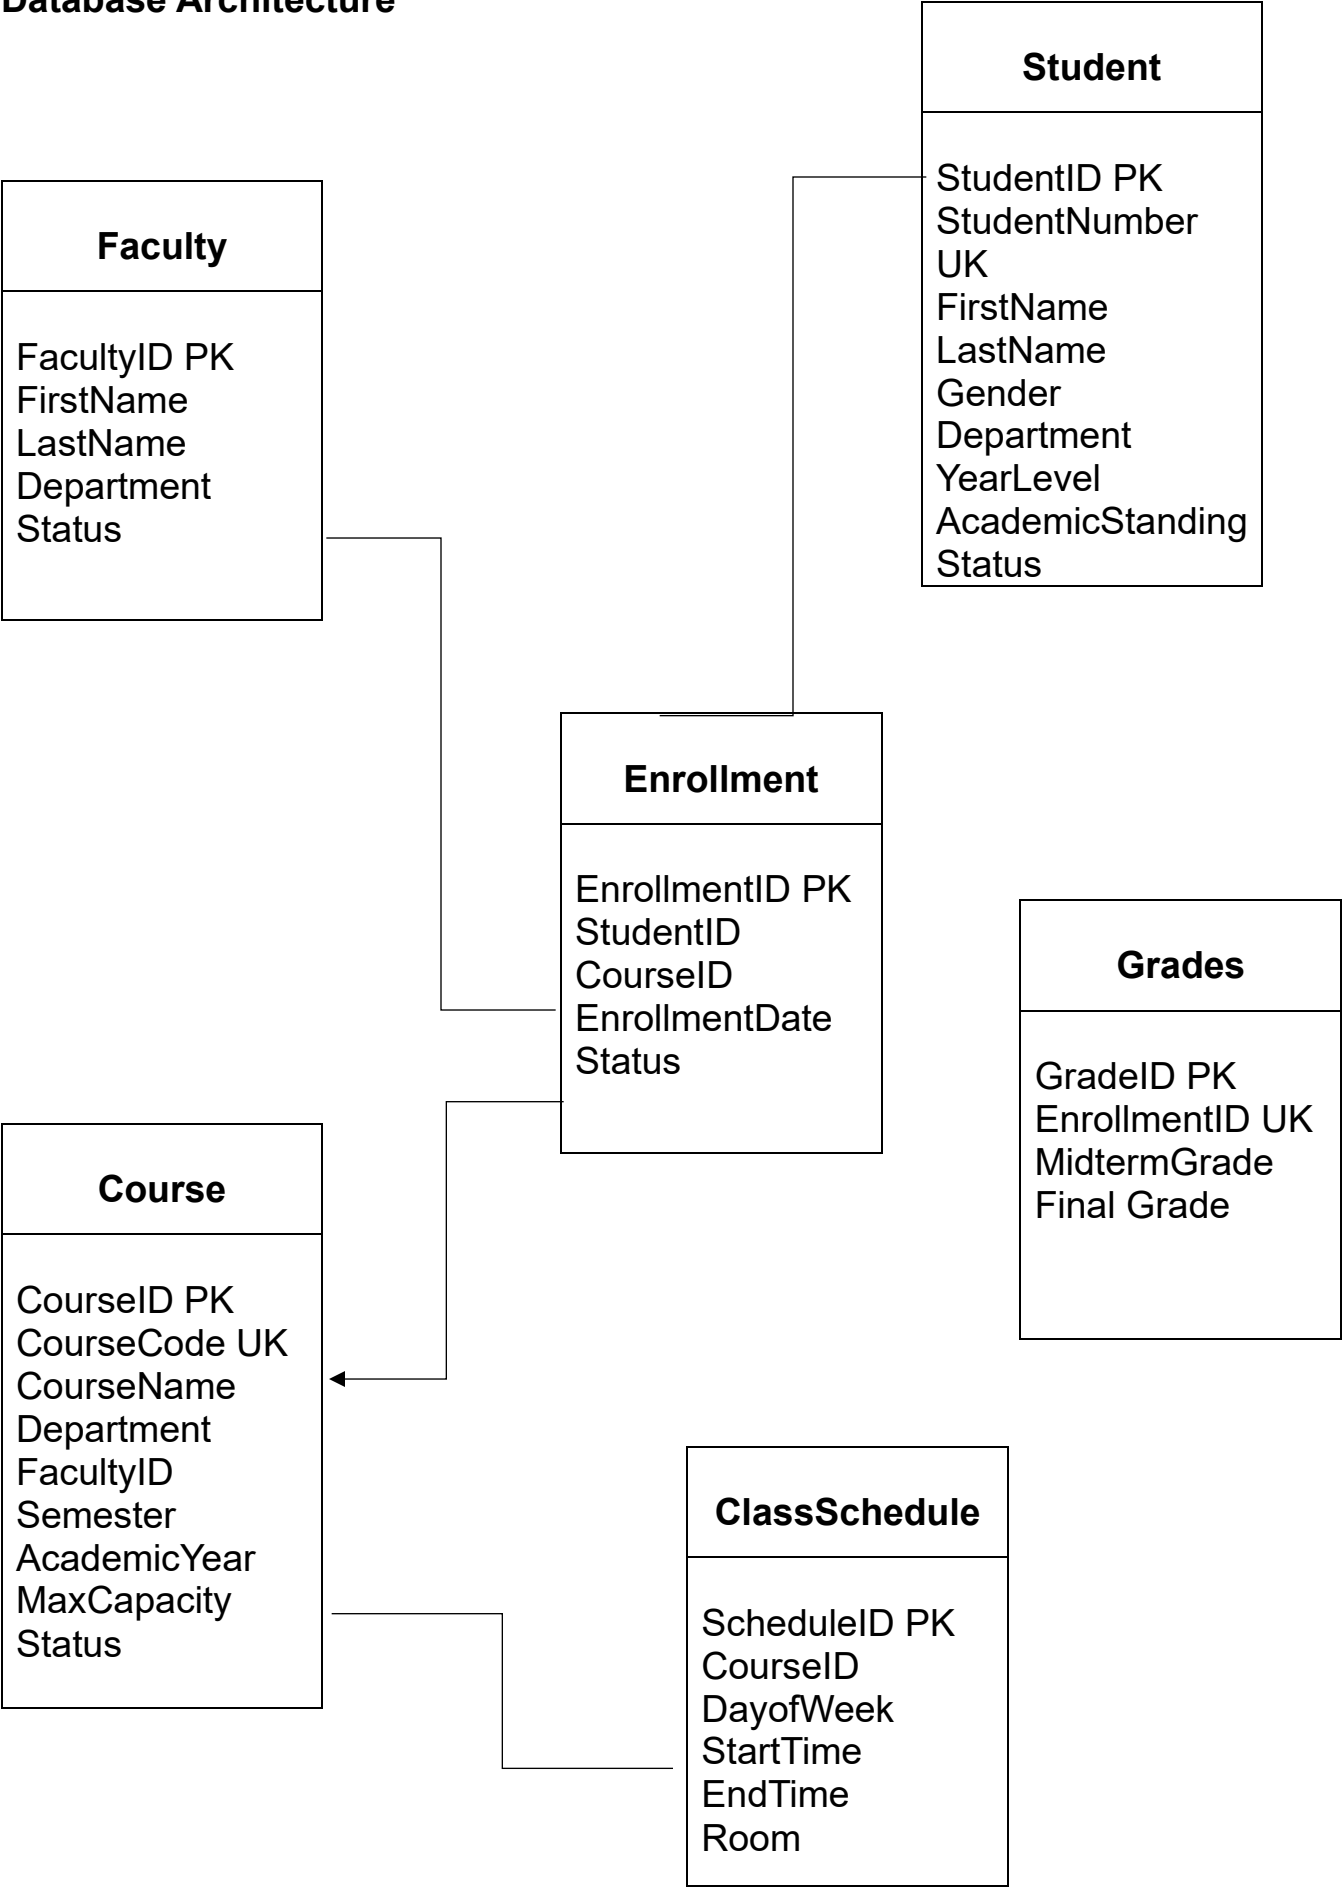 Database Architecture
Student
StudentID PK
StudentNumber
UK
FirstName
LastName
Gender
Department
YearLevel
AcademicStanding
Status
Faculty
FacultyID PK
FirstName
LastName
Department
Status
Enrollment
EnrollmentID PK
StudentID
CourseID
EnrollmentDate
Status
Grades
GradeID PK
EnrollmentID UK
MidtermGrade
Final Grade
Course
CourseID PK
CourseCode UK
CourseName
Department
FacultyID
Semester
AcademicYear
MaxCapacity
Status
ClassSchedule
ScheduleID PK
CourseID
DayofWeek
StartTime
EndTime
Room